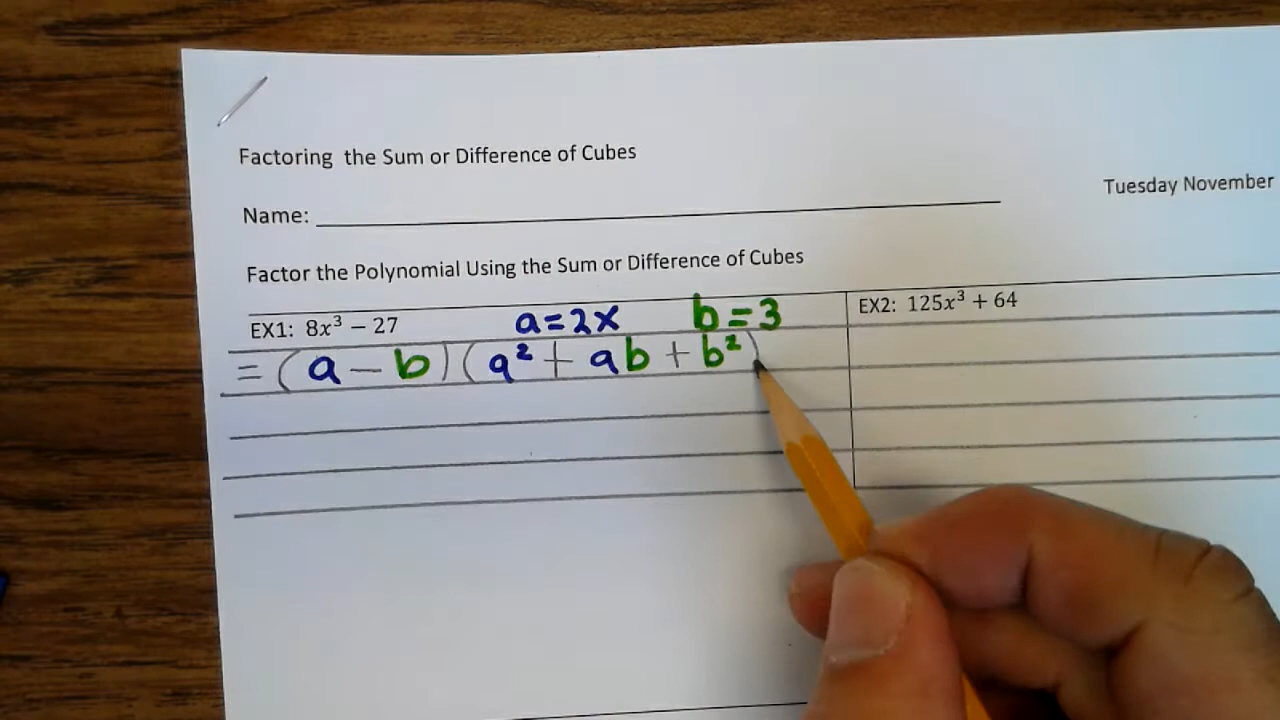 Factoring the Sum or Difference of Cubes
Tuesday November
Name:
Factor the Polynomial Using the Sum or Difference of Cubes
EX1: 8x³ − 27 a=2x b=3
EX2: 125x³ + 64
= (a − b)(a² + ab + b²)